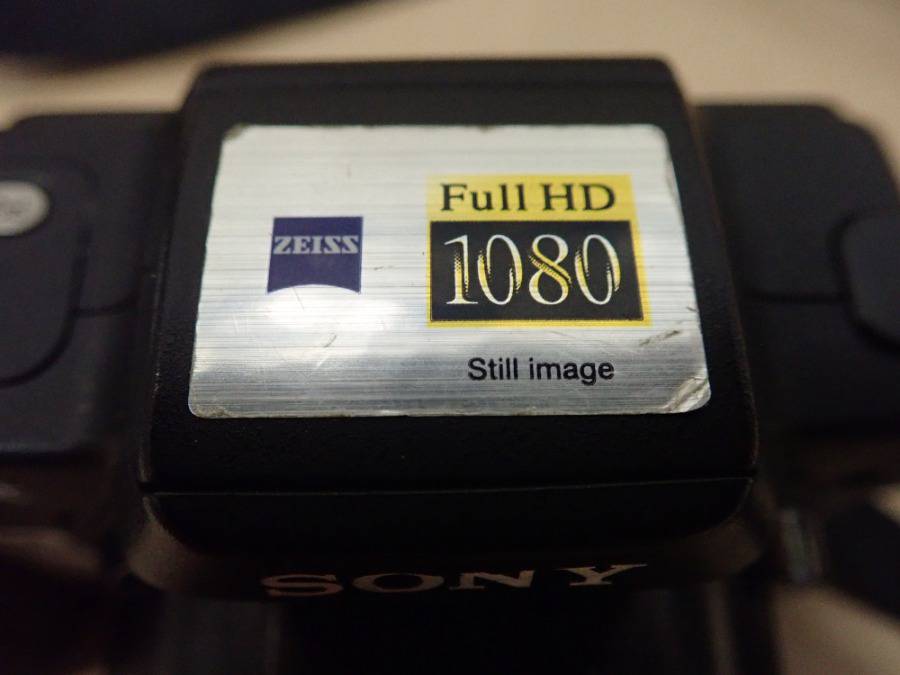 ZEISS
Full HD
1080
Still image
SONY